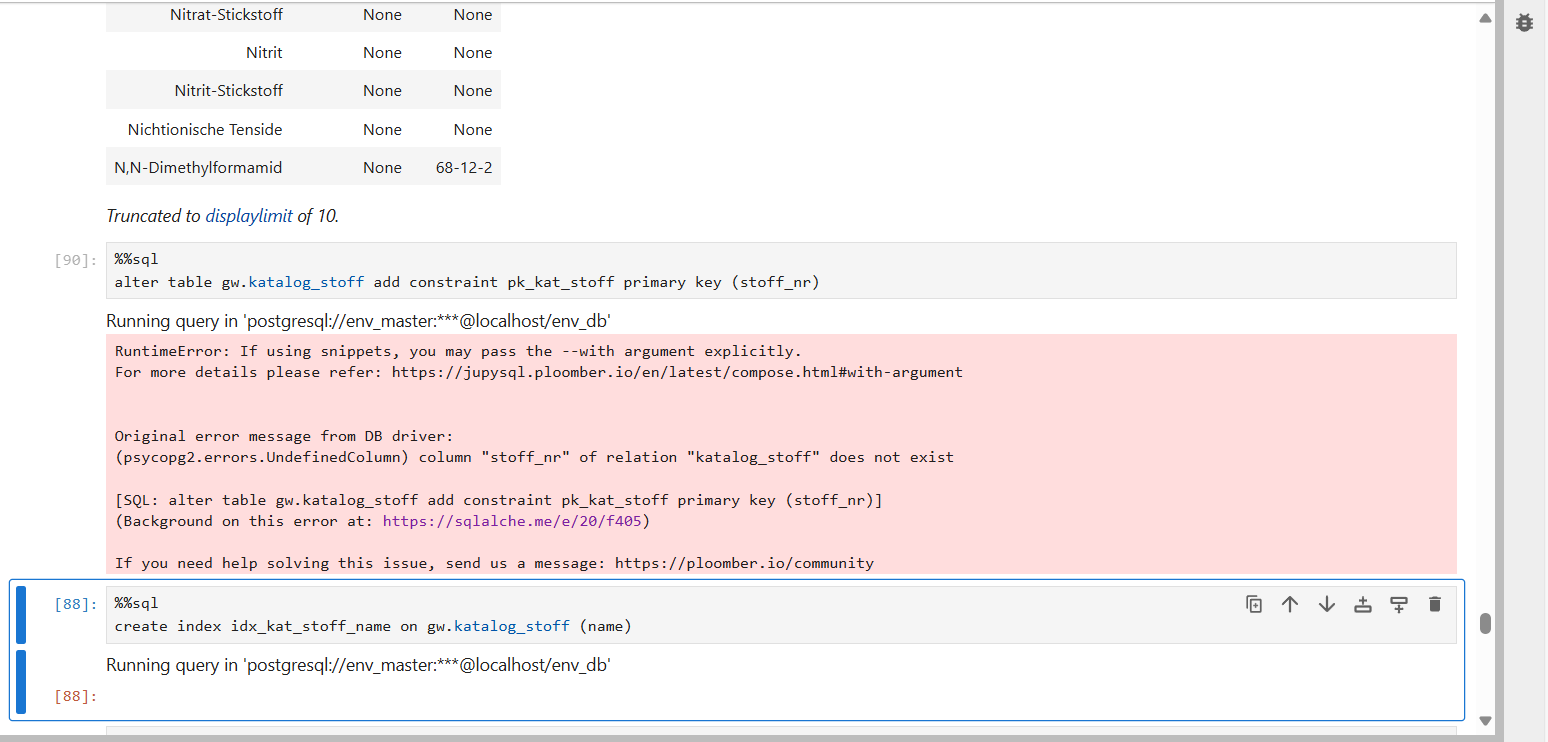 Nitrat-Stickstoff None None
Nitrit None None
Nitrit-Stickstoff None None
Nichtionische Tenside None None
N,N-Dimethylformamid None 68-12-2
Truncated to displaylimit of 10.
[90]: %%sql
alter table gw.katalog_stoff add constraint pk_kat_stoff primary key (stoff_nr)
Running query in 'postgresql://env_master:***@localhost/env_db'
RuntimeError: If using snippets, you may pass the --with argument explicitly.
For more details please refer: https://jupysql.ploomber.io/en/latest/compose.html#with-argument
Original error message from DB driver:
(psycopg2.errors.UndefinedColumn) column "stoff_nr" of relation "katalog_stoff" does not exist
[SQL: alter table gw.katalog_stoff add constraint pk_kat_stoff primary key (stoff_nr)]
(Background on this error at: https://sqlalche.me/e/20/f405)
If you need help solving this issue, send us a message: https://ploomber.io/community
[88]: %%sql
create index idx_kat_stoff_name on gw.katalog_stoff (name)
Running query in 'postgresql://env_master:***@localhost/env_db'
[88]: